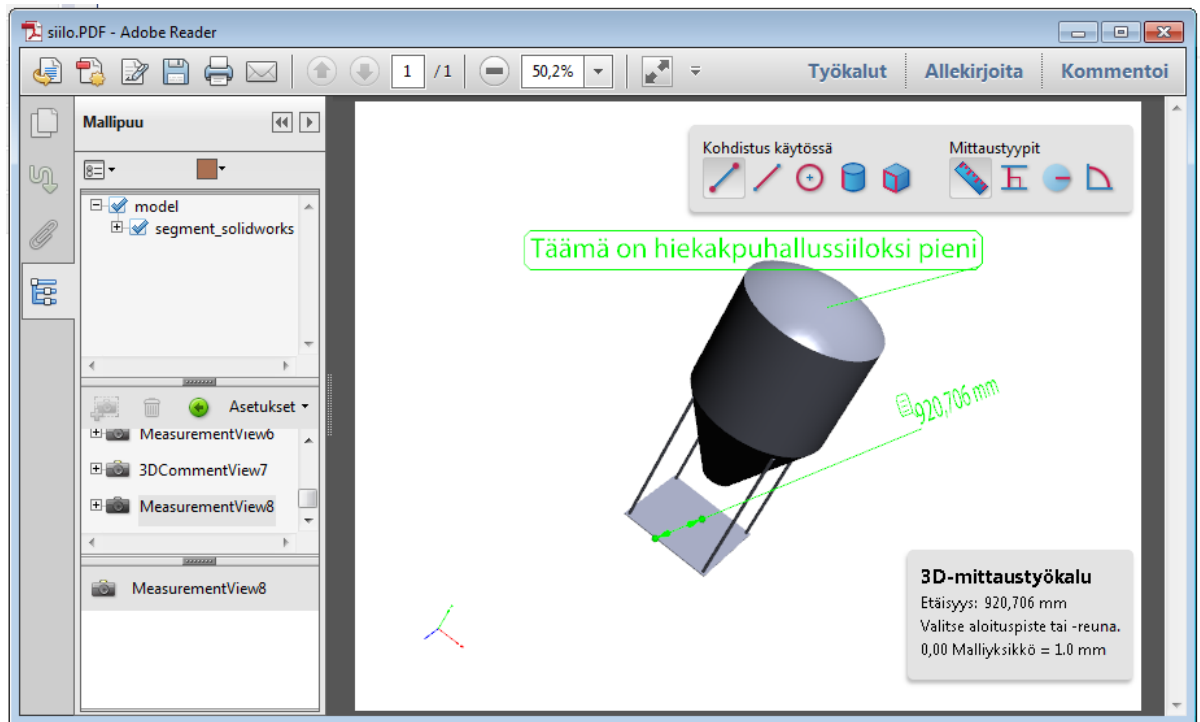 siilo.PDF - Adobe Reader
1 /1 50,2% Työkalut Allekirjoita Kommentoi
Mallipuu
model
segment_solidworks
Asetukset
MeasurementView6
3DCommentView7
MeasurementView8
MeasurementView8
Kohdistus käytössä Mittaustyypit
Täämä on hiekakpuhallussiiloksi pieni
920,706 mm
3D-mittaustyökalu
Etäisyys: 920,706 mm
Valitse aloituspiste tai -reuna.
0,00 Malliyksikkö = 1.0 mm